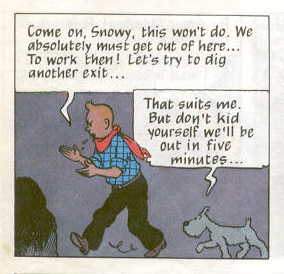 Come on, Snowy, this won't do. We
absolutely must get out of here...
To work then! Let's try to dig
another exit...
That suits me.
But don't kid
yourself we'll be
out in five
minutes...